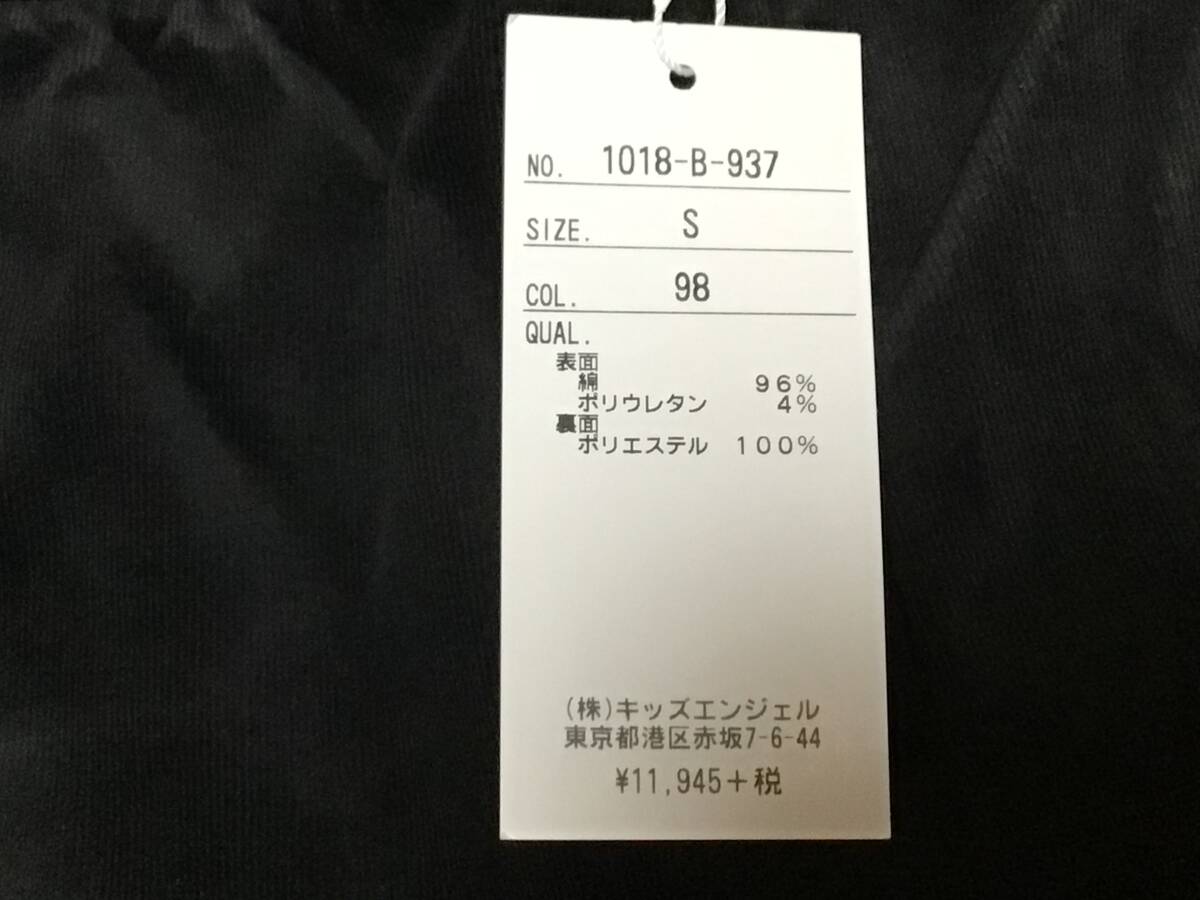 NO. 1018-B-937
SIZE. S
COL. 98
QUAL.
表面
綿 96%
ポリウレタン 4%
裏面
ポリエステル 100%
(株)キッズエンジェル
東京都港区赤坂7-6-44
¥11,945+税